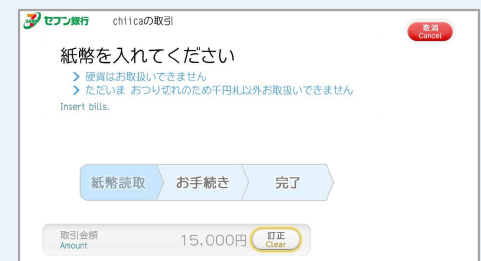 セブン銀行 chiicaの取引
取消
Cancel
紙幣を入れてください
> 硬貨はお取扱いできません
> ただいま おつり切れのため千円札以外お取扱いできません
Insert bills.
紙幣読取 お手続き 完了
取引金額
Amount
15,000円
訂正
Clear